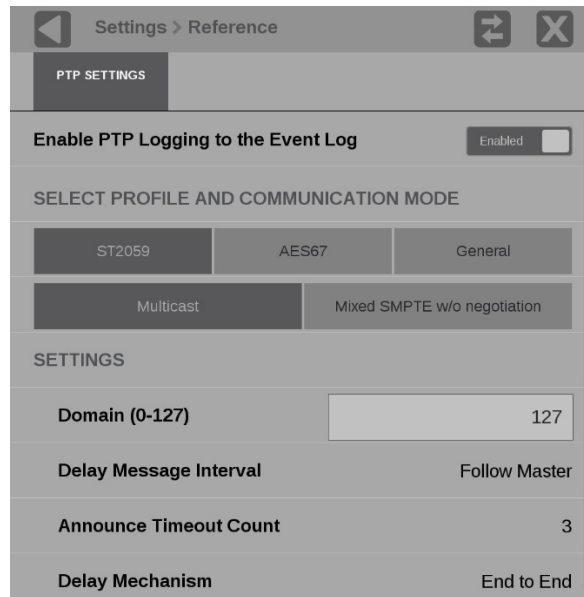 Settings > Reference
PTP SETTINGS
Enable PTP Logging to the Event Log Enabled
SELECT PROFILE AND COMMUNICATION MODE
ST2059 AES67 General
Multicast Mixed SMPTE w/o negotiation
SETTINGS
Domain (0-127) 127
Delay Message Interval Follow Master
Announce Timeout Count 3
Delay Mechanism End to End